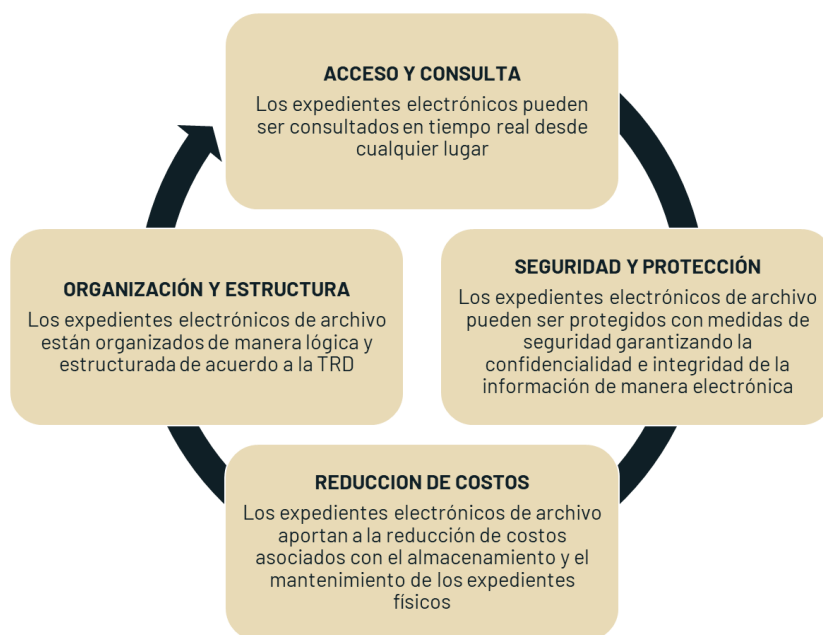 ACCESO Y CONSULTA
Los expedientes electrónicos pueden
ser consultados en tiempo real desde
cualquier lugar
SEGURIDAD Y PROTECCIÓN
Los expedientes electrónicos de archivo
pueden ser protegidos con medidas de
seguridad garantizando la
confidencialidad e integridad de la
información de manera electrónica
REDUCCION DE COSTOS
Los expedientes electrónicos de archivo
aportan a la reducción de costos
asociados con el almacenamiento y el
mantenimiento de los expedientes
físicos
ORGANIZACIÓN Y ESTRUCTURA
Los expedientes electrónicos de archivo
están organizados de manera lógica y
estructurada de acuerdo a la TRD